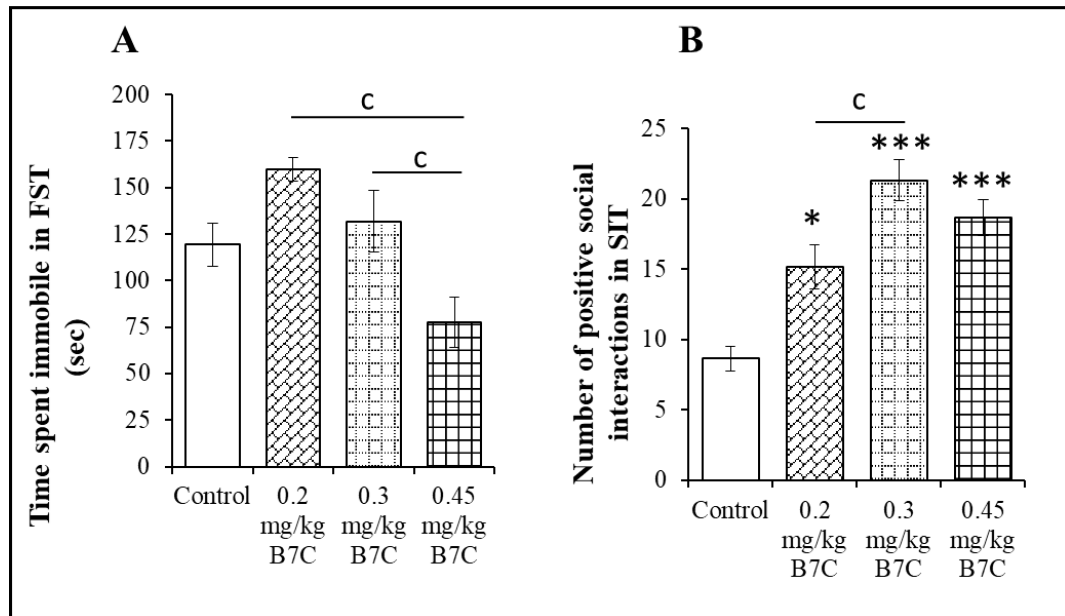 A
Time spent immobile in FST
(sec)
200
175
150
125
100
75
50
25
0
C
C
Control
0.2
mg/kg
B7C
0.3
mg/kg
B7C
0.45
mg/kg
B7C
B
Number of positive social
interactions in SIT
25
20
15
10
5
0
C
*
***
***
Control
0.2
mg/kg
B7C
0.3
mg/kg
B7C
0.45
mg/kg
B7C